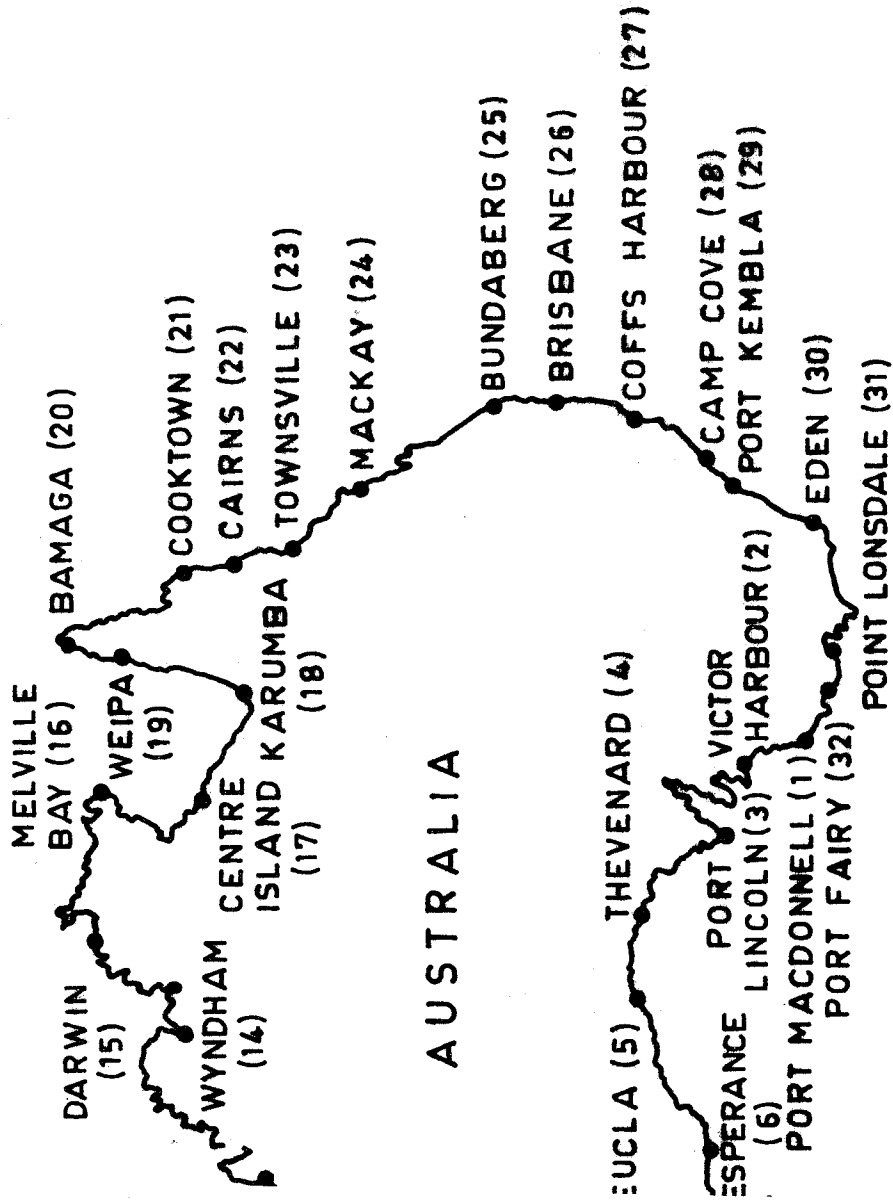 MELVILLE
BAY (16)
BAMAGA (20)
WEIPA
(19)
DARWIN
(15)
COOKTOWN (21)
CAIRNS (22)
WYNDHAM
(14)
CENTRE
ISLAND
(17)
KARUMBA
(18)
TOWNSVILLE (23)
MACKAY (24)
AUSTRALIA
BUNDABERG (25)
BRISBANE (26)
COFFS HARBOUR (27)
EUCLA (5)
THEVENARD (4)
CAMP COVE (28)
PORT KEMBLA (29)
VICTOR
HARBOUR (2)
PORT
LINCOLN (3)
ESPERANCE
(6)
PORT MACDONNELL (1)
PORT FAIRY (32)
EDEN (30)
POINT LONSDALE (31)